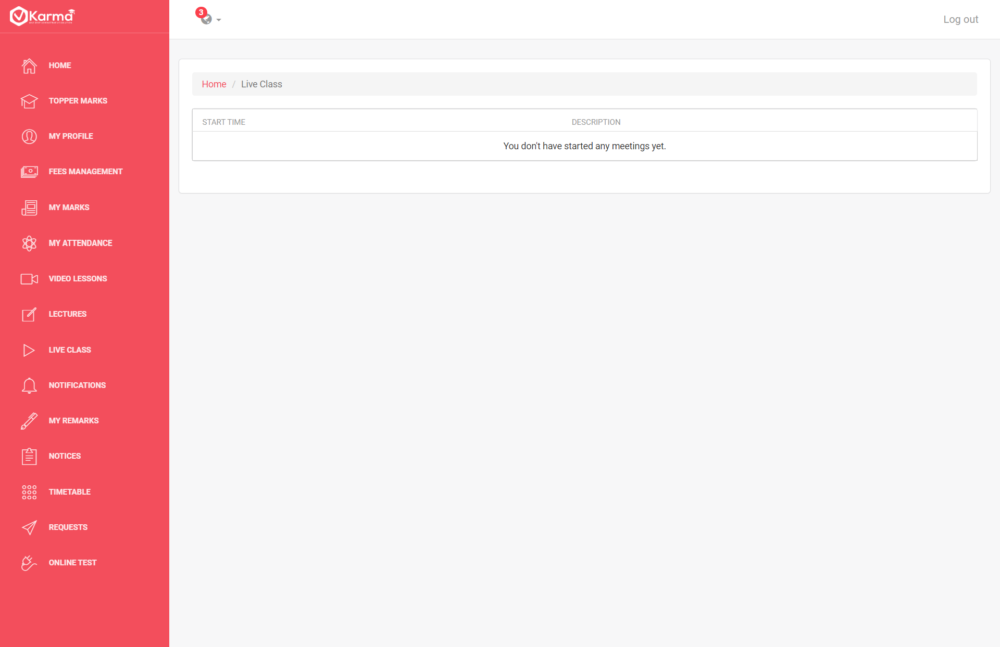 Karma
3
Log out
HOME
TOPPER MARKS
MY PROFILE
FEES MANAGEMENT
MY MARKS
MY ATTENDANCE
VIDEO LESSONS
LECTURES
LIVE CLASS
NOTIFICATIONS
MY REMARKS
NOTICES
TIMETABLE
REQUESTS
ONLINE TEST
Home / Live Class
START TIME DESCRIPTION
You don't have started any meetings yet.